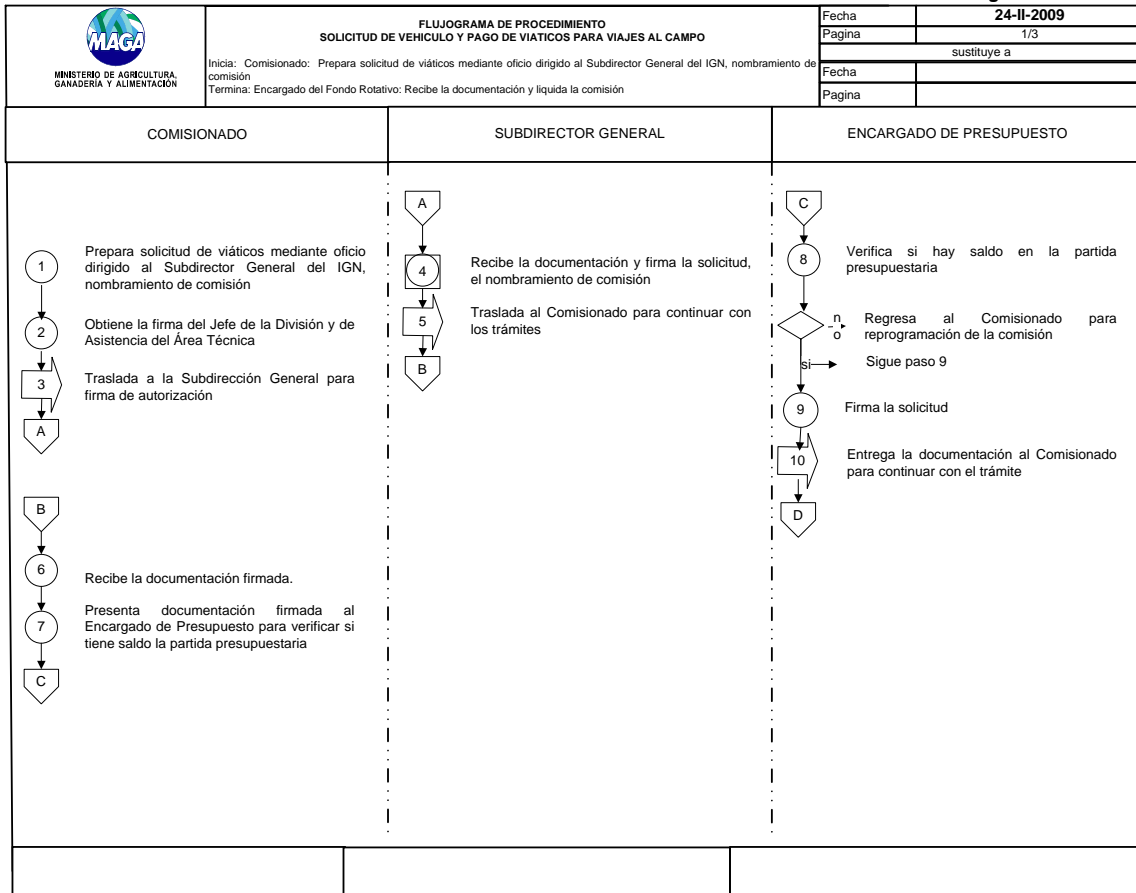 MAGA
MINISTERIO DE AGRICULTURA,
GANADERÍA Y ALIMENTACIÓN
FLUJOGRAMA DE PROCEDIMIENTO
SOLICITUD DE VEHICULO Y PAGO DE VIATICOS PARA VIAJES AL CAMPO
Inicia: Comisionado: Prepara solicitud de viáticos mediante oficio dirigido al Subdirector General del IGN, nombramiento de
comisión
Termina: Encargado del Fondo Rotativo: Recibe la documentación y liquida la comisión
Fecha 24-II-2009
Pagina 1/3
sustituye a
Fecha
Pagina
COMISIONADO
1
Prepara solicitud de viáticos mediante oficio
dirigido al Subdirector General del IGN,
nombramiento de comisión
2
Obtiene la firma del Jefe de la División y de
Asistencia del Área Técnica
3
Traslada a la Subdirección General para
firma de autorización
A
B
6
Recibe la documentación firmada.
7
Presenta documentación firmada al
Encargado de Presupuesto para verificar si
tiene saldo la partida presupuestaria
C
SUBDIRECTOR GENERAL
A
4
Recibe la documentación y firma la solicitud,
el nombramiento de comisión
5
Traslada al Comisionado para continuar con
los trámites
B
ENCARGADO DE PRESUPUESTO
C
8
Verifica si hay saldo en la partida
presupuestaria
n
o
Regresa al Comisionado para
reprogramación de la comisión
si
Sigue paso 9
9
Firma la solicitud
10
Entrega la documentación al Comisionado
para continuar con el trámite
D